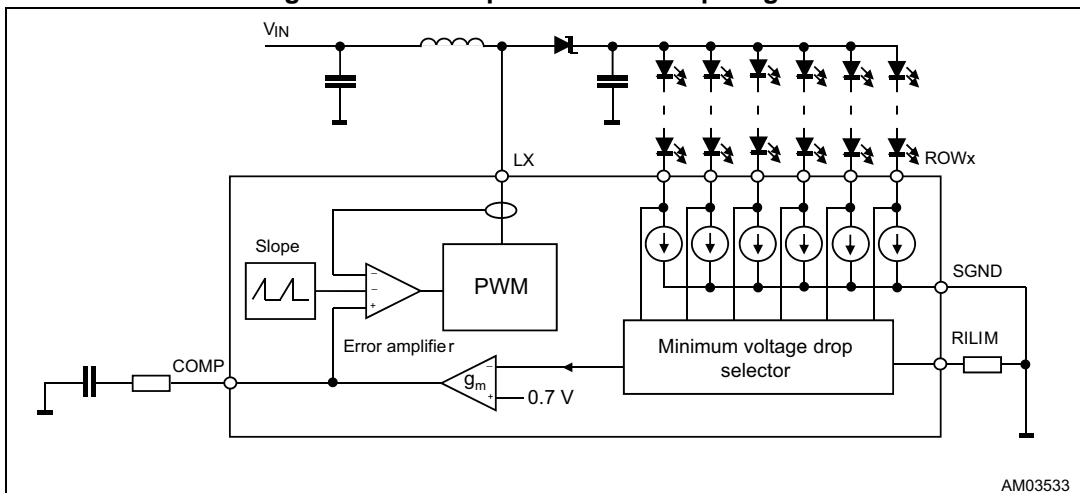 VIN
LX
ROWx
Slope
PWM
SGND
Minimum voltage drop
selector
RILIM
Error amplifier
COMP
gm
0.7 V
AM03533